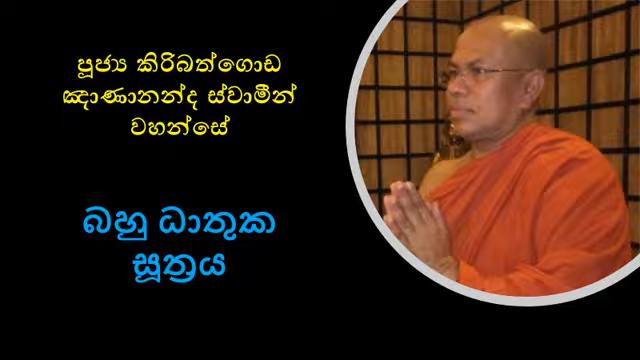 පූජ්‍ය කිරිබත්ගොඩ
ඤාණානන්ද ස්වාමීන්
වහන්සේ
බහු ධාතුක
සූත්‍රය